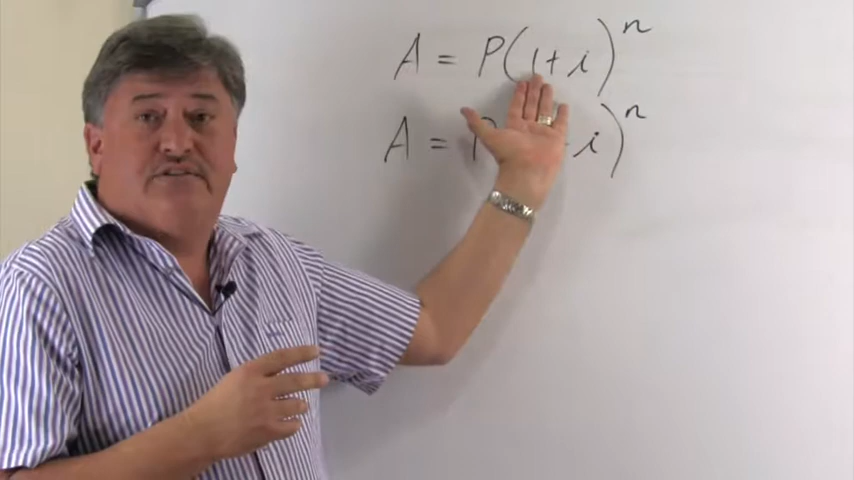 A = P(1+i)^n
A = P i)^n